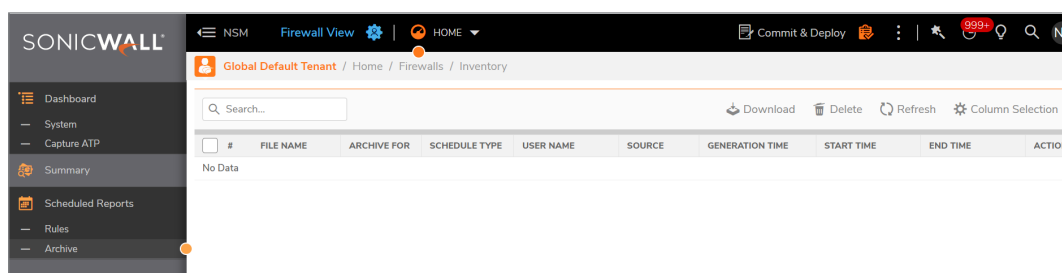 SONICWALL
NSM Firewall View HOME Commit & Deploy 999+ N
Global Default Tenant / Home / Firewalls / Inventory
Dashboard
System
Capture ATP
Summary
Scheduled Reports
Rules
Archive
Search... Download Delete Refresh Column Selection
# FILE NAME ARCHIVE FOR SCHEDULE TYPE USER NAME SOURCE GENERATION TIME START TIME END TIME ACTIO
No Data